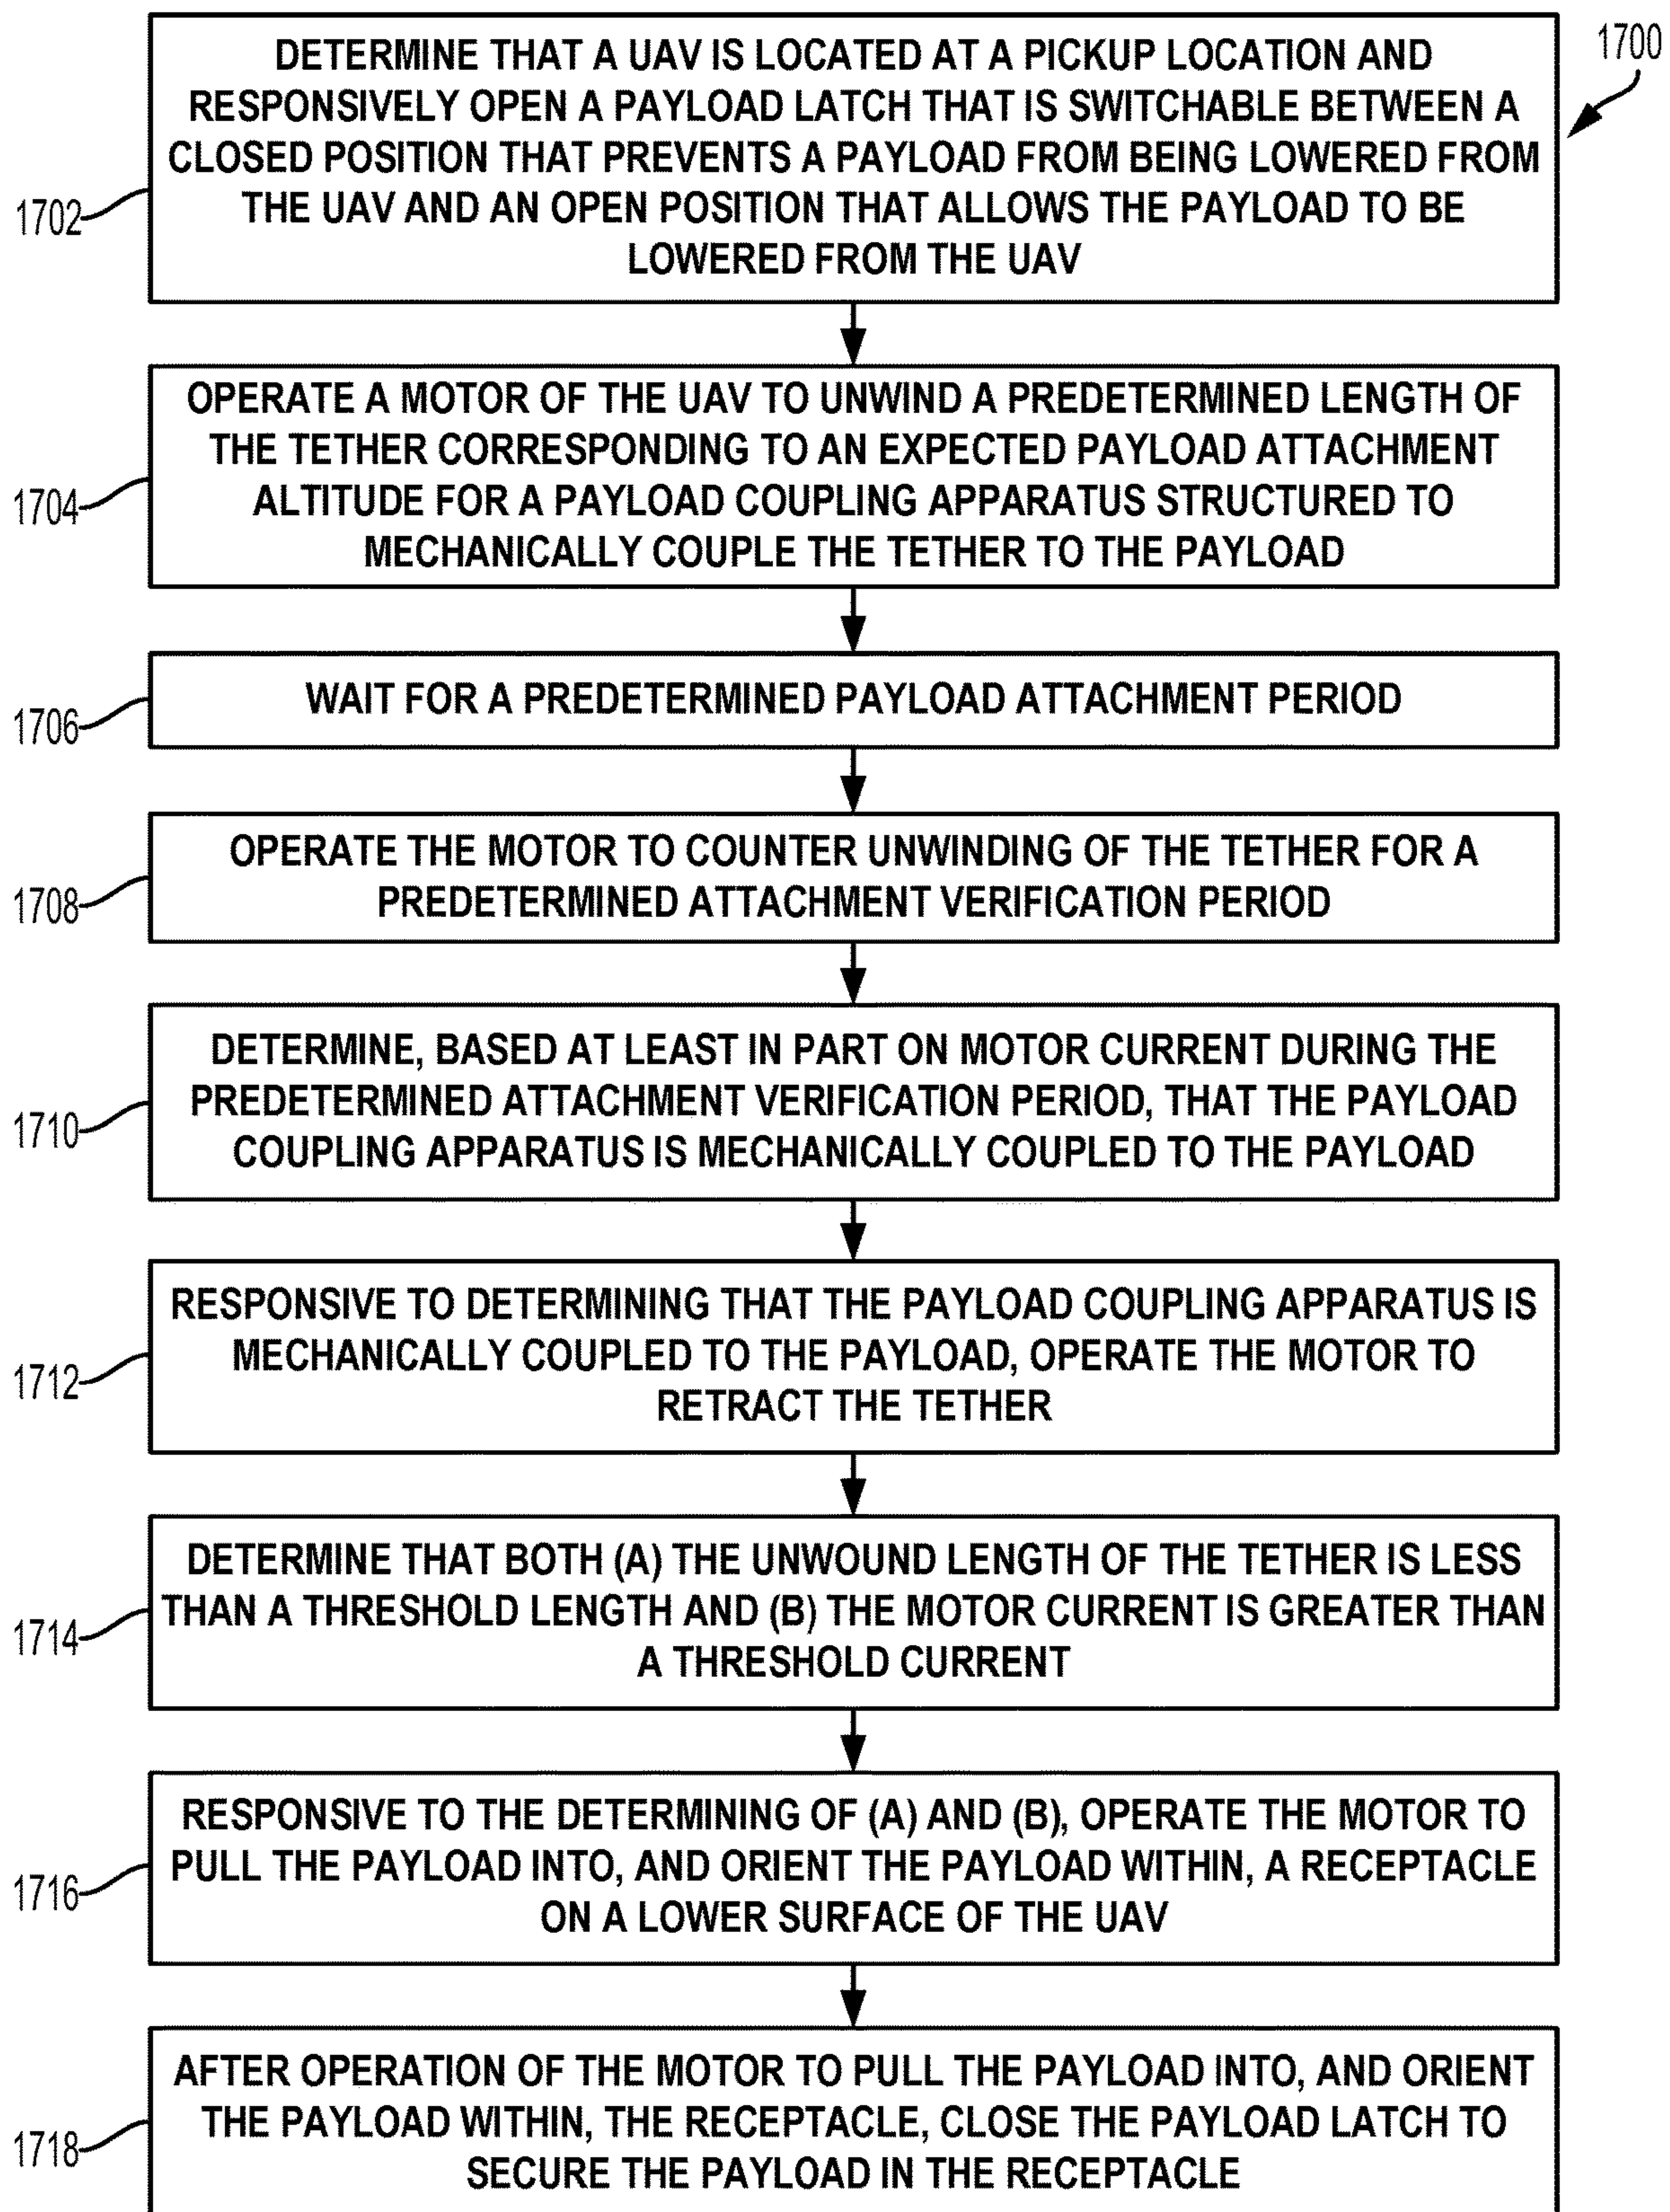 1700
DETERMINE THAT A UAV IS LOCATED AT A PICKUP LOCATION AND
RESPONSIVELY OPEN A PAYLOAD LATCH THAT IS SWITCHABLE BETWEEN A
CLOSED POSITION THAT PREVENTS A PAYLOAD FROM BEING LOWERED FROM
THE UAV AND AN OPEN POSITION THAT ALLOWS THE PAYLOAD TO BE
LOWERED FROM THE UAV
1702
OPERATE A MOTOR OF THE UAV TO UNWIND A PREDETERMINED LENGTH OF
THE TETHER CORRESPONDING TO AN EXPECTED PAYLOAD ATTACHMENT
ALTITUDE FOR A PAYLOAD COUPLING APPARATUS STRUCTURED TO
MECHANICALLY COUPLE THE TETHER TO THE PAYLOAD
1704
WAIT FOR A PREDETERMINED PAYLOAD ATTACHMENT PERIOD
1706
OPERATE THE MOTOR TO COUNTER UNWINDING OF THE TETHER FOR A
PREDETERMINED ATTACHMENT VERIFICATION PERIOD
1708
DETERMINE, BASED AT LEAST IN PART ON MOTOR CURRENT DURING THE
PREDETERMINED ATTACHMENT VERIFICATION PERIOD, THAT THE PAYLOAD
COUPLING APPARATUS IS MECHANICALLY COUPLED TO THE PAYLOAD
1710
RESPONSIVE TO DETERMINING THAT THE PAYLOAD COUPLING APPARATUS IS
MECHANICALLY COUPLED TO THE PAYLOAD, OPERATE THE MOTOR TO
RETRACT THE TETHER
1712
DETERMINE THAT BOTH (A) THE UNWOUND LENGTH OF THE TETHER IS LESS
THAN A THRESHOLD LENGTH AND (B) THE MOTOR CURRENT IS GREATER THAN
A THRESHOLD CURRENT
1714
RESPONSIVE TO THE DETERMINING OF (A) AND (B), OPERATE THE MOTOR TO
PULL THE PAYLOAD INTO, AND ORIENT THE PAYLOAD WITHIN, A RECEPTACLE
ON A LOWER SURFACE OF THE UAV
1716
AFTER OPERATION OF THE MOTOR TO PULL THE PAYLOAD INTO, AND ORIENT
THE PAYLOAD WITHIN, THE RECEPTACLE, CLOSE THE PAYLOAD LATCH TO
SECURE THE PAYLOAD IN THE RECEPTACLE
1718